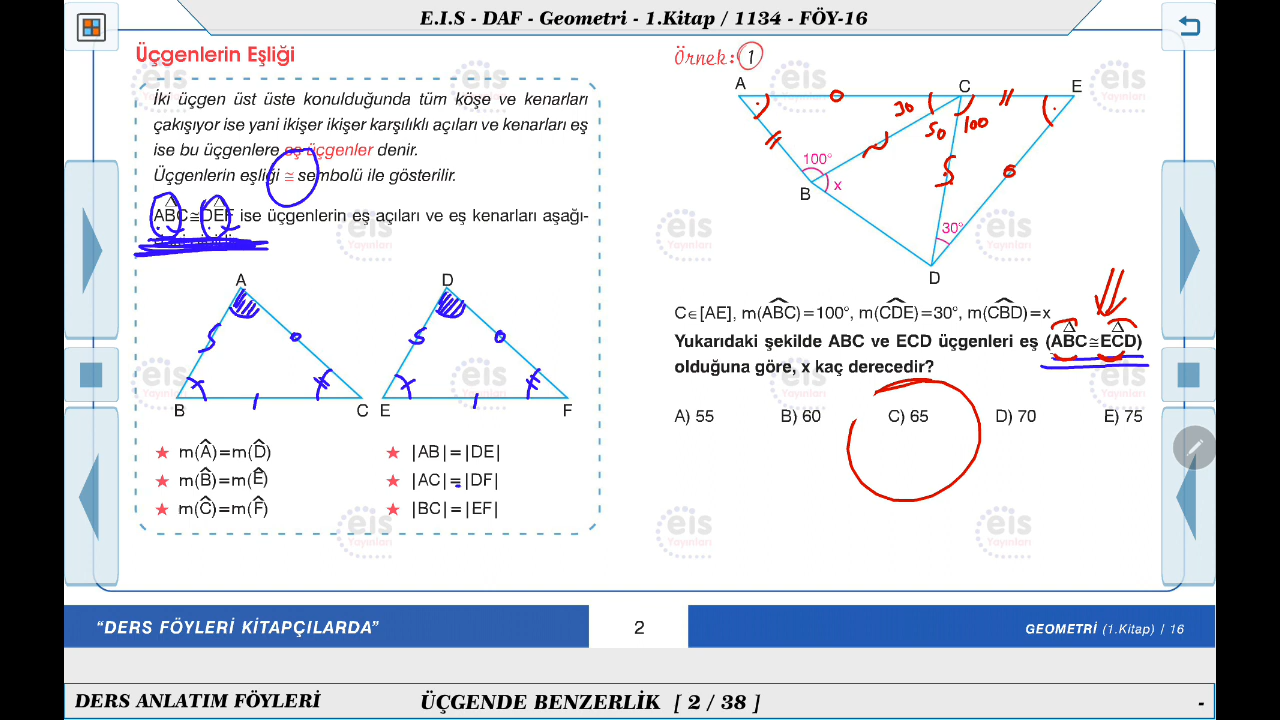 E.I.S - DAF - Geometri - 1.Kitap / 1134 - FÖY-16
Üçgenlerin Eşliği
İki üçgen üst üste konulduğunda tüm köşe ve kenarları
çakışıyor ise yani ikişer ikişer karşılıklı açıları ve kenarları eş
ise bu üçgenlere eş üçgenler denir.
Üçgenlerin eşliği ≅ sembolü ile gösterilir.
ABC≅DEF ise üçgenlerin eş açıları ve eş kenarları aşağı-
A
D
B
C
E
F
★ m(A)=m(D)
★ |AB|=|DE|
★ m(B)=m(E)
★ |AC|=|DF|
★ m(C)=m(F)
★ |BC|=|EF|
Örnek: 1
A
C
E
30
50
100
100°
B
x
30°
D
C∈[AE], m(ABC)=100°, m(CDE)=30°, m(CBD)=x
Yukarıdaki şekilde ABC ve ECD üçgenleri eş (ABC≅ECD)
olduğuna göre, x kaç derecedir?
A) 55 B) 60 C) 65 D) 70 E) 75
eis
Yayınları
"DERS FÖYLERİ KİTAPÇILARDA"
2
GEOMETRİ (1.Kitap) / 16
DERS ANLATIM FÖYLERİ
ÜÇGENDE BENZERLİK [ 2 / 38 ]
-